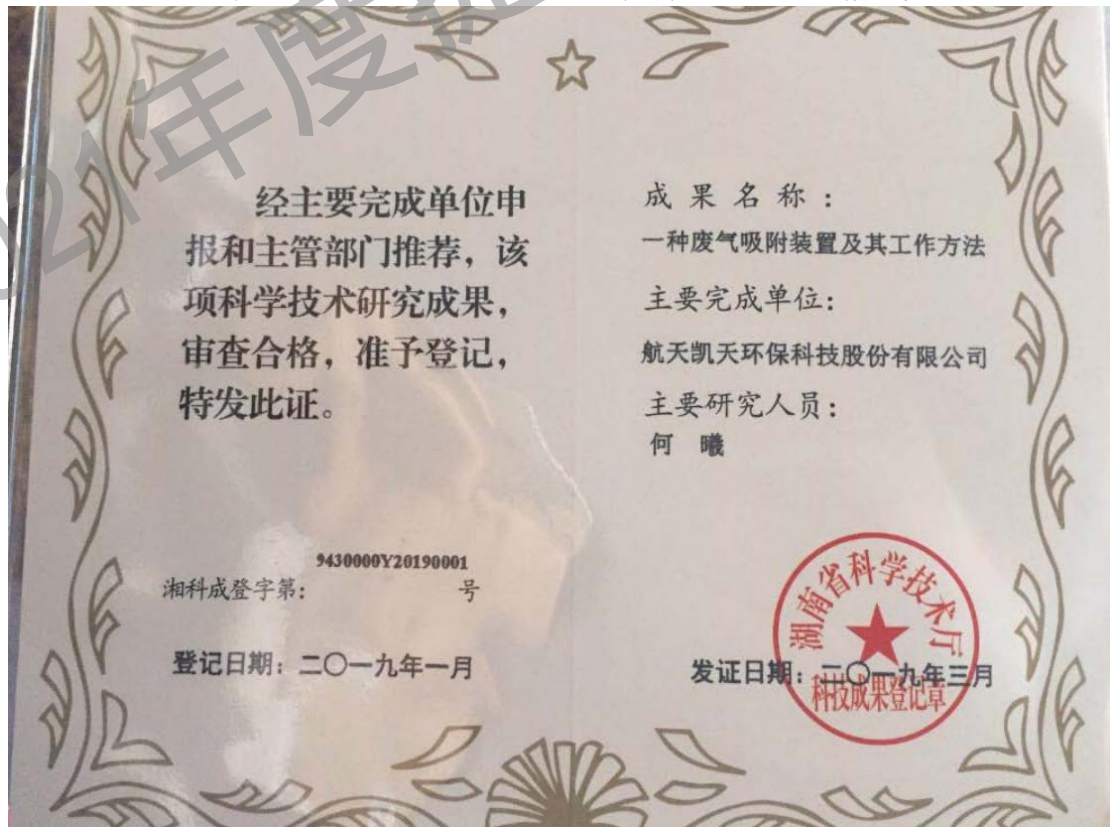 21年度
经主要完成单位申
报和主管部门推荐，该
项科学技术研究成果，
审查合格，准予登记，
特发此证。
9430000Y20190001
湘科成登字第： 号
登记日期：二〇一九年一月
成果名称：
一种废气吸附装置及其工作方法
主要完成单位：
航天凯天环保科技股份有限公司
主要研究人员：
何 曦
发证日期：二〇一九年三月
湖南省科学技术厅
科技成果登记章